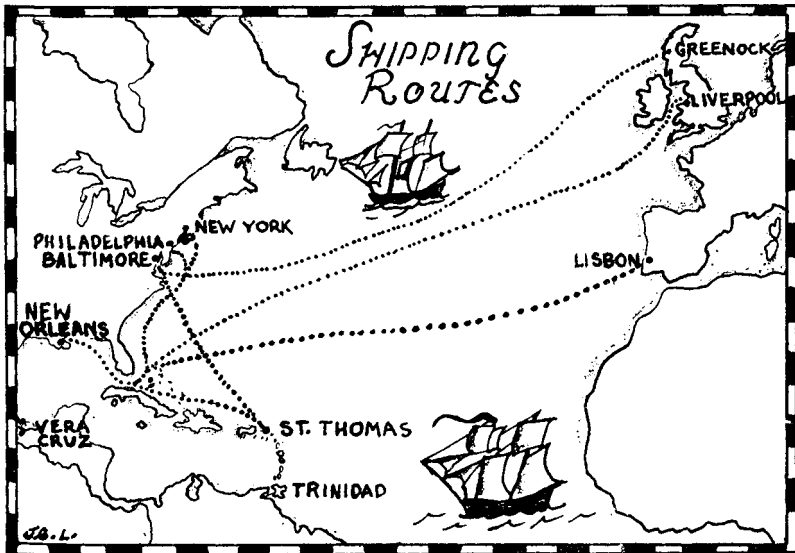 SHIPPING
ROUTES
GREENOCK
LIVERPOOL
NEW YORK
PHILADELPHIA
BALTIMORE
LISBON
NEW
ORLEANS
VERA
CRUZ
ST. THOMAS
TRINIDAD
J.B.L.